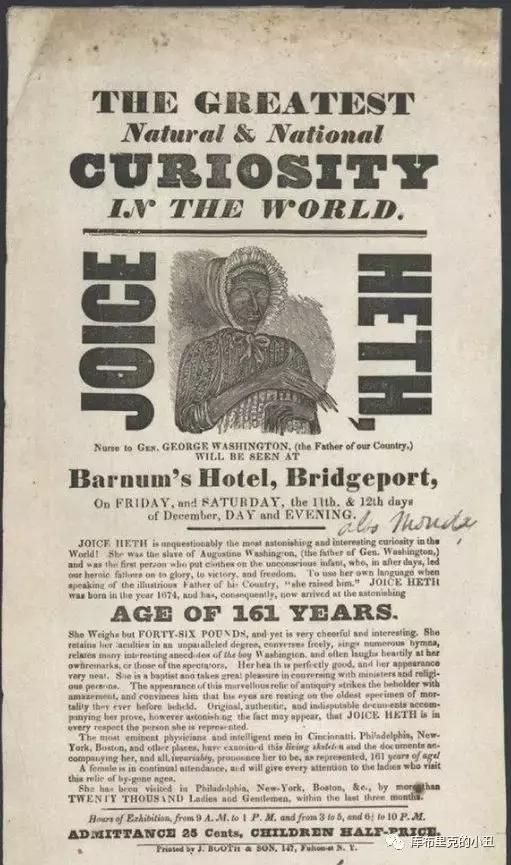 THE GREATEST
Natural & National
CURIOSITY
IN THE WORLD.
JOICE
HETH,
Nurse to GEN. GEORGE WASHINGTON, (the Father of our Country,)
WILL BE SEEN AT
Barnum's Hotel, Bridgeport,
On FRIDAY, and SATURDAY, the 11th. & 12th days
of December, DAY and EVENING.
also Monday
JOICE HETH is unquestionably the most astonishing and interesting curiosity in the
World! She was the slave of Augustine Washington, (the father of Gen. Washington,)
and was the first person who put clothes on the unconscious infant, who, in after days, led
our heroic fathers on to glory, to victory, and freedom. To use her own language when
speaking of the illustrious Father of his Country, "she raised him." JOICE HETH
was born in the year 1674, and has, consequently, now arrived at the astonishing
AGE OF 161 YEARS.
She Weighs but FORTY-SIX POUNDS, and yet is very cheerful and interesting. She
retains her faculties in an unparalleled degree, converses freely, sings numerous hymns,
relates many interesting anecdotes of the boy Washington, and often laughs heartily at her
own remarks, or those of the spectators. Her health is perfectly good, and her appearance
very neat. She is a baptist and takes great pleasure in conversing with ministers and religi-
ous persons. The appearance of this marvellous relic of antiquity strikes the beholder with
amazement, and convinces him that his eyes are resting on the oldest specimen of mor-
tality they ever before beheld. Original, authentic, and indisputable documents accom-
panying her prove, however astonishing the fact may appear, that JOICE HETH is in
every respect the person she is represented.
The most eminent physicians and intelligent men in Cincinnati, Philadelphia, New-
York, Boston, and other places, have examined this living skeleton and the documents ac-
companying her, and all, invariably, pronounce her to be, as represented, 161 years of age!
A female is in continual attendance, and will give every attention to the ladies who visit
this relic of by-gone ages.
She has been visited in Philadelphia, New-York, Boston, &c., by more than
TWENTY THOUSAND Ladies and Gentlemen, within the last three months.
Hours of Exhibition, from 9 A. M. to 1 P. M. and from 3 to 5, and 6½ to 10 P. M.
ADMITTANCE 25 Cents, CHILDREN HALF-PRICE.
Printed by J. BOOTH & SON, 147, Fulton-st N. Y.
库布里克的小丑